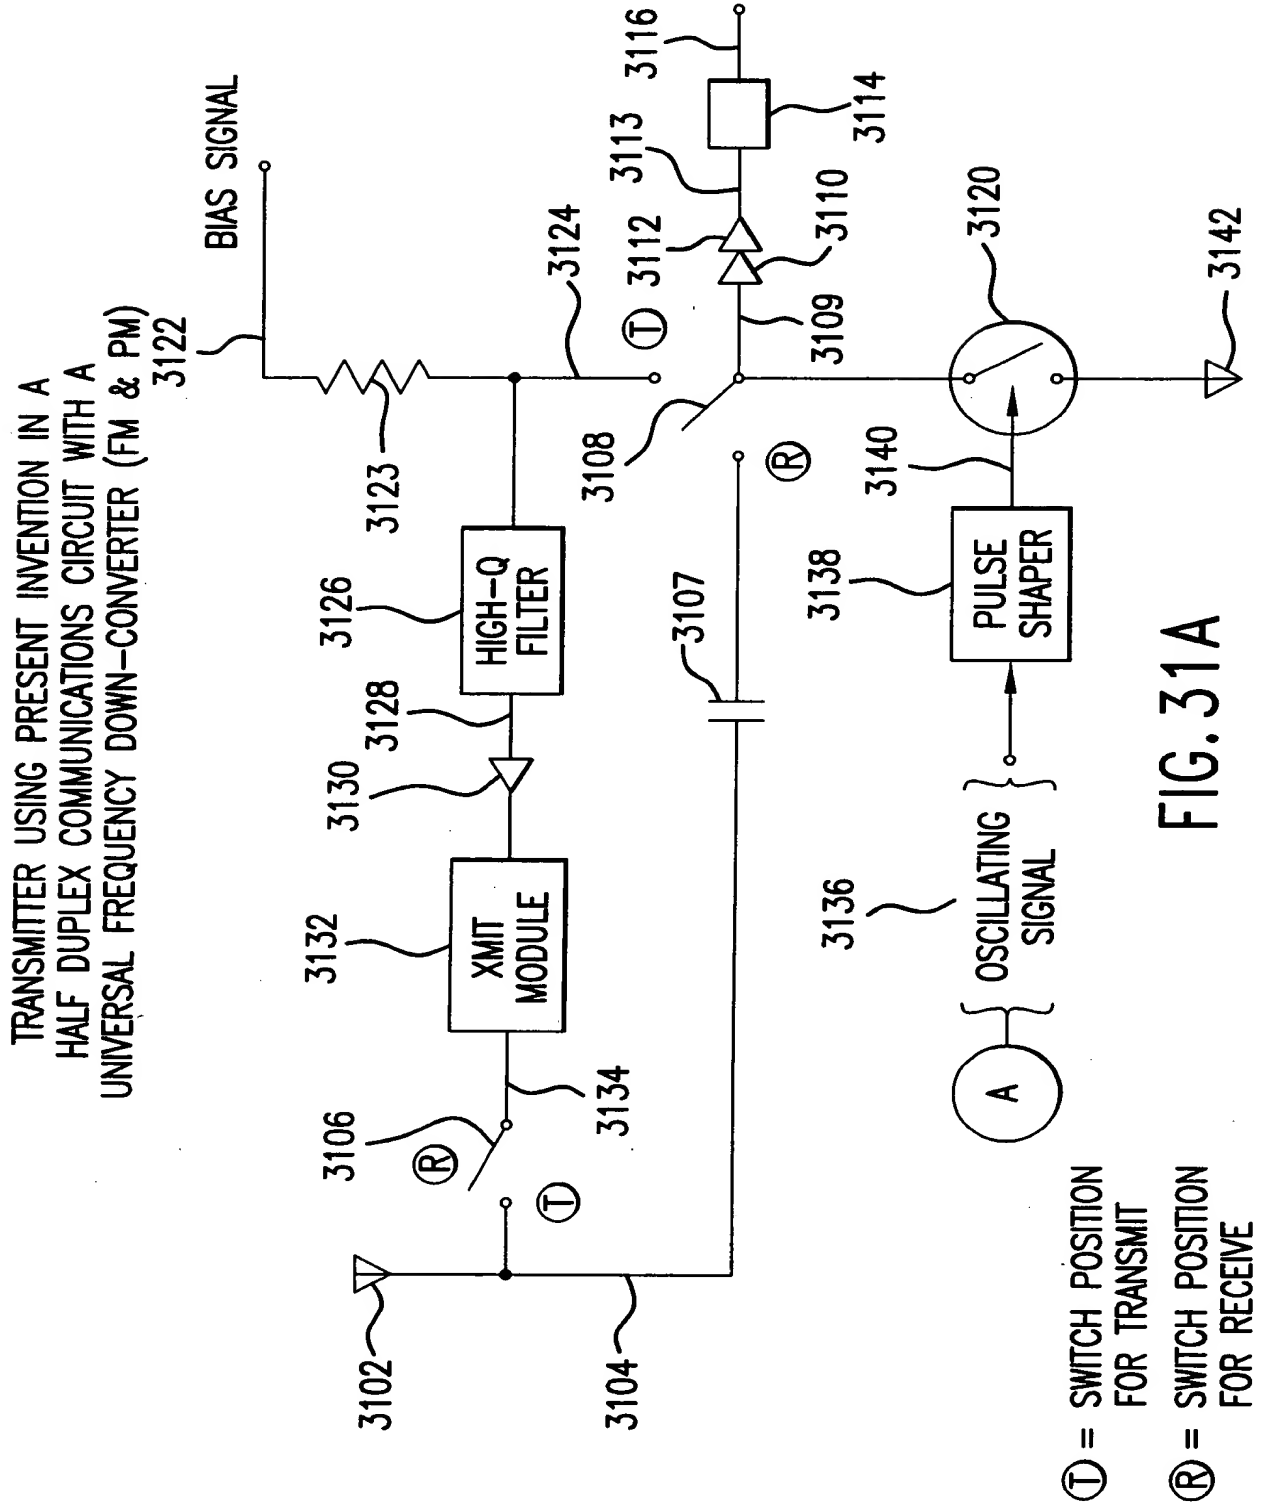 TRANSMITTER USING PRESENT INVENTION IN A
HALF DUPLEX COMMUNICATIONS CIRCUIT WITH A
UNIVERSAL FREQUENCY DOWN-CONVERTER (FM & PM)
BIAS SIGNAL
3122
3123
3124
3126
HIGH-Q
FILTER
3128
3130
3132
XMIT
MODULE
3134
3106
R
T
3102
3104
3107
3108
T
R
3109
3110
3112
3113
3114
3116
3120
3142
3140
3138
PULSE
SHAPER
3136
OSCILLATING
SIGNAL
A
T = SWITCH POSITION
FOR TRANSMIT
R = SWITCH POSITION
FOR RECEIVE
FIG.31A